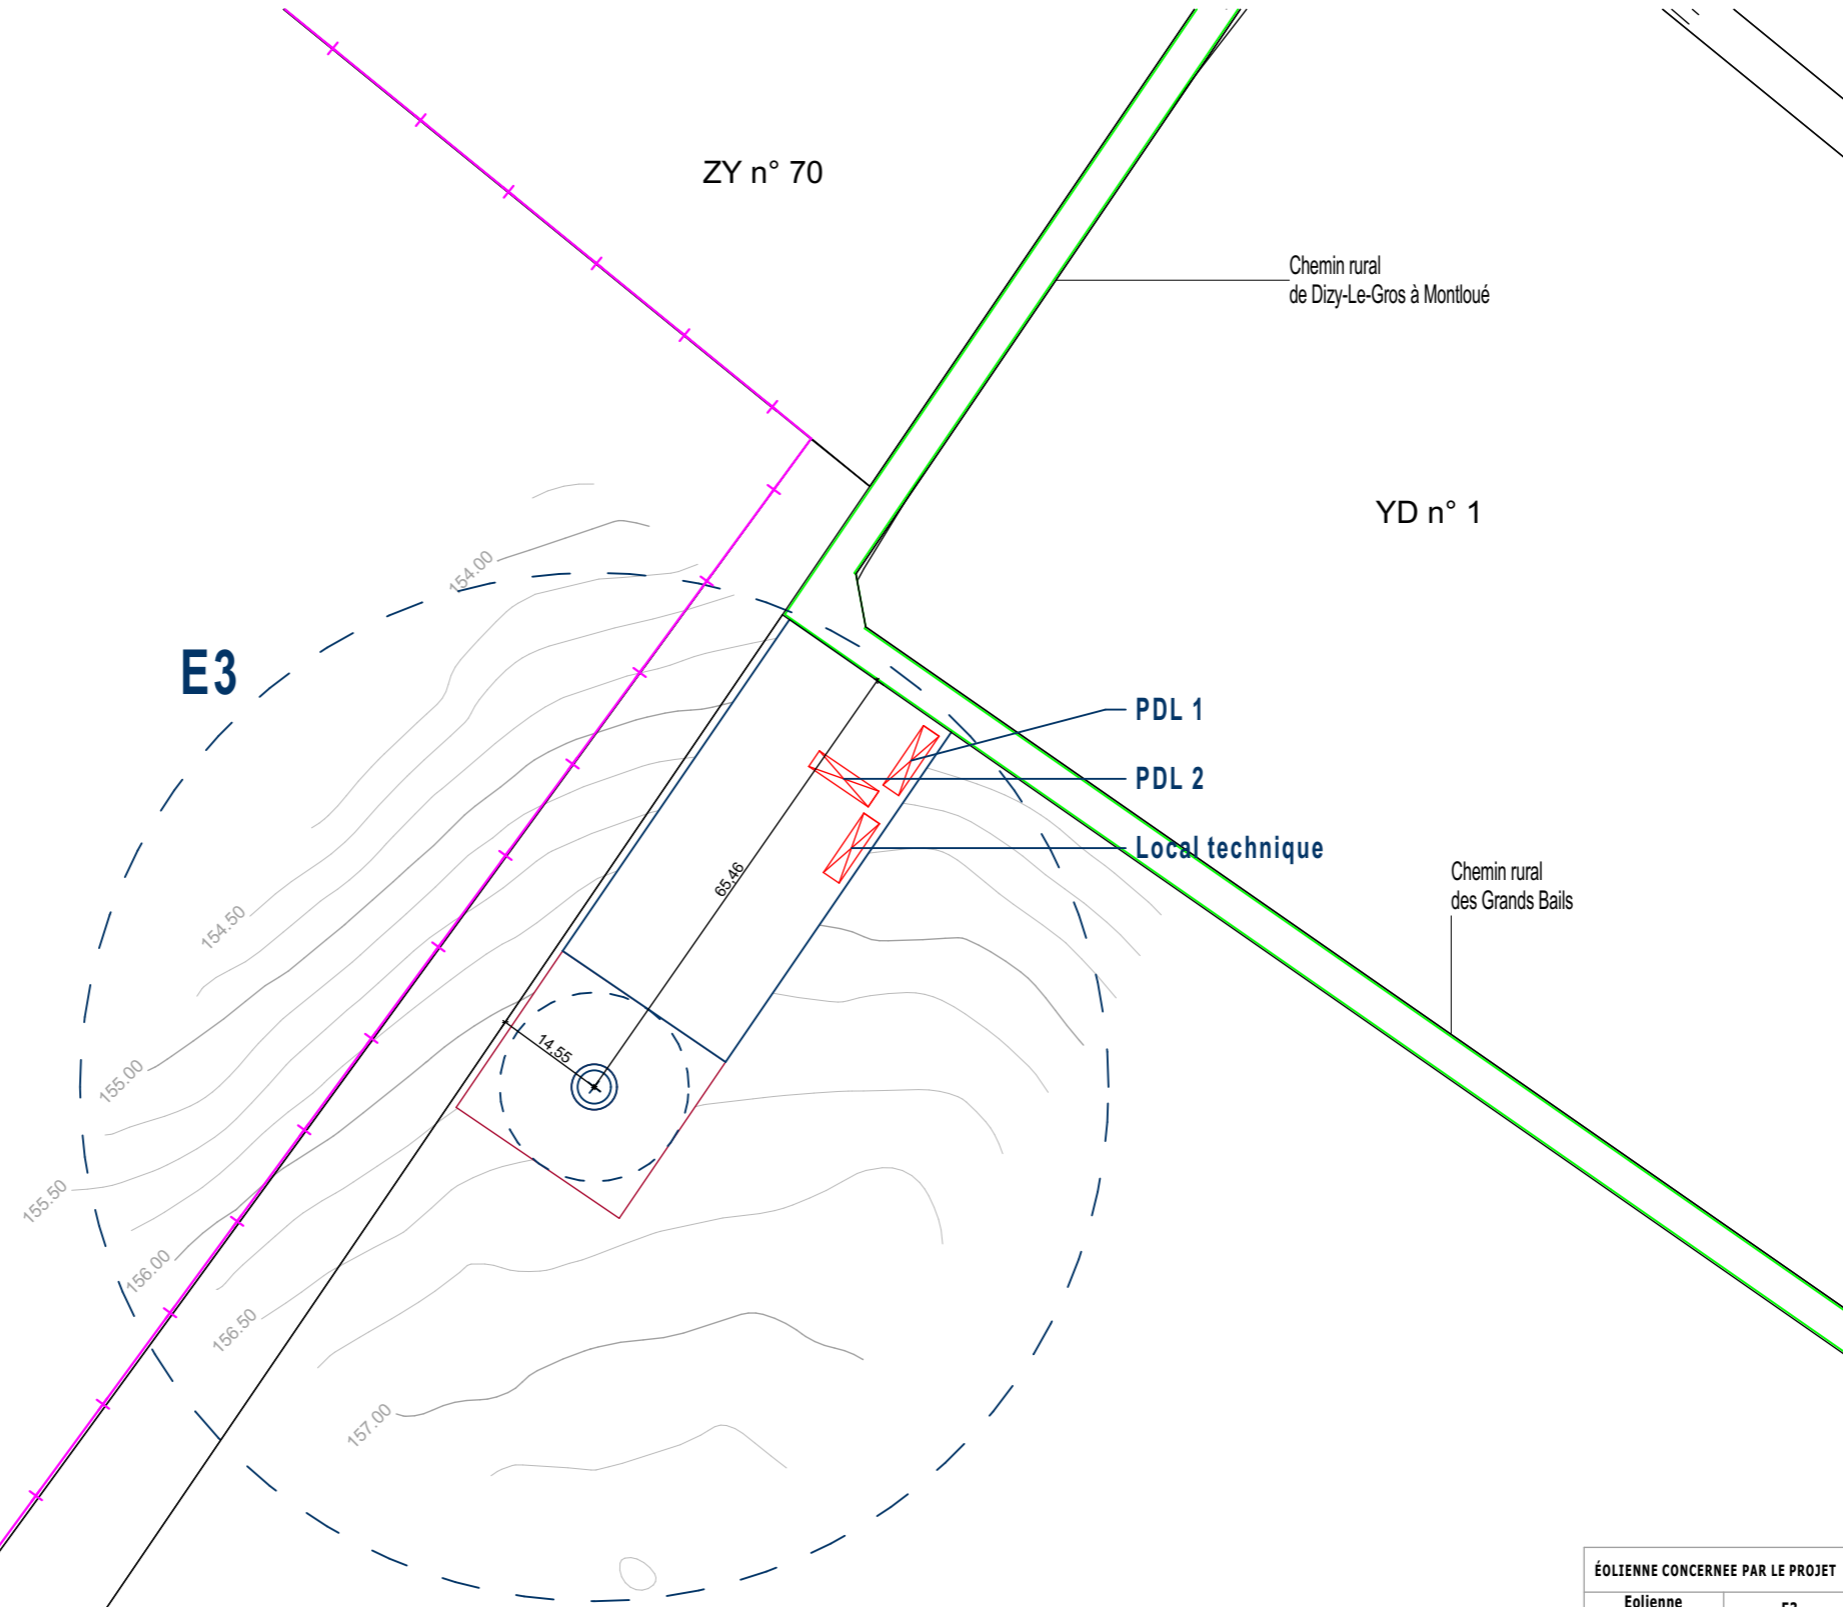 ZY n° 70
Chemin rural
de Dizy-Le-Gros à Montloué
YD n° 1
154.00
E3
PDL 1
PDL 2
Local technique
65,46
Chemin rural
des Grands Bails
154.50
14,55
155.00
155.50
156.00
156.50
157.00
ÉOLIENNE CONCERNEE PAR LE PROJET
Eolienne
E3